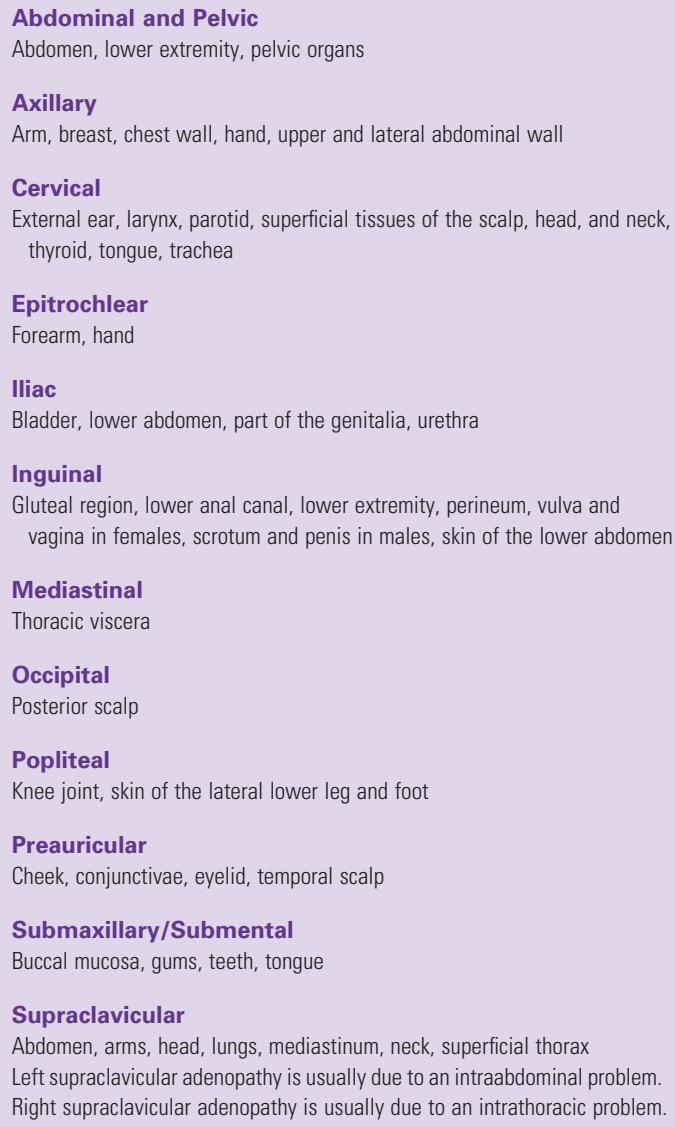 Abdominal and Pelvic
Abdomen, lower extremity, pelvic organs
Axillary
Arm, breast, chest wall, hand, upper and lateral abdominal wall
Cervical
External ear, larynx, parotid, superficial tissues of the scalp, head, and neck,
thyroid, tongue, trachea
Epitrochlear
Forearm, hand
Iliac
Bladder, lower abdomen, part of the genitalia, urethra
Inguinal
Gluteal region, lower anal canal, lower extremity, perineum, vulva and
vagina in females, scrotum and penis in males, skin of the lower abdomen
Mediastinal
Thoracic viscera
Occipital
Posterior scalp
Popliteal
Knee joint, skin of the lateral lower leg and foot
Preauricular
Cheek, conjunctivae, eyelid, temporal scalp
Submaxillary/Submental
Buccal mucosa, gums, teeth, tongue
Supraclavicular
Abdomen, arms, head, lungs, mediastinum, neck, superficial thorax
Left supraclavicular adenopathy is usually due to an intraabdominal problem.
Right supraclavicular adenopathy is usually due to an intrathoracic problem.